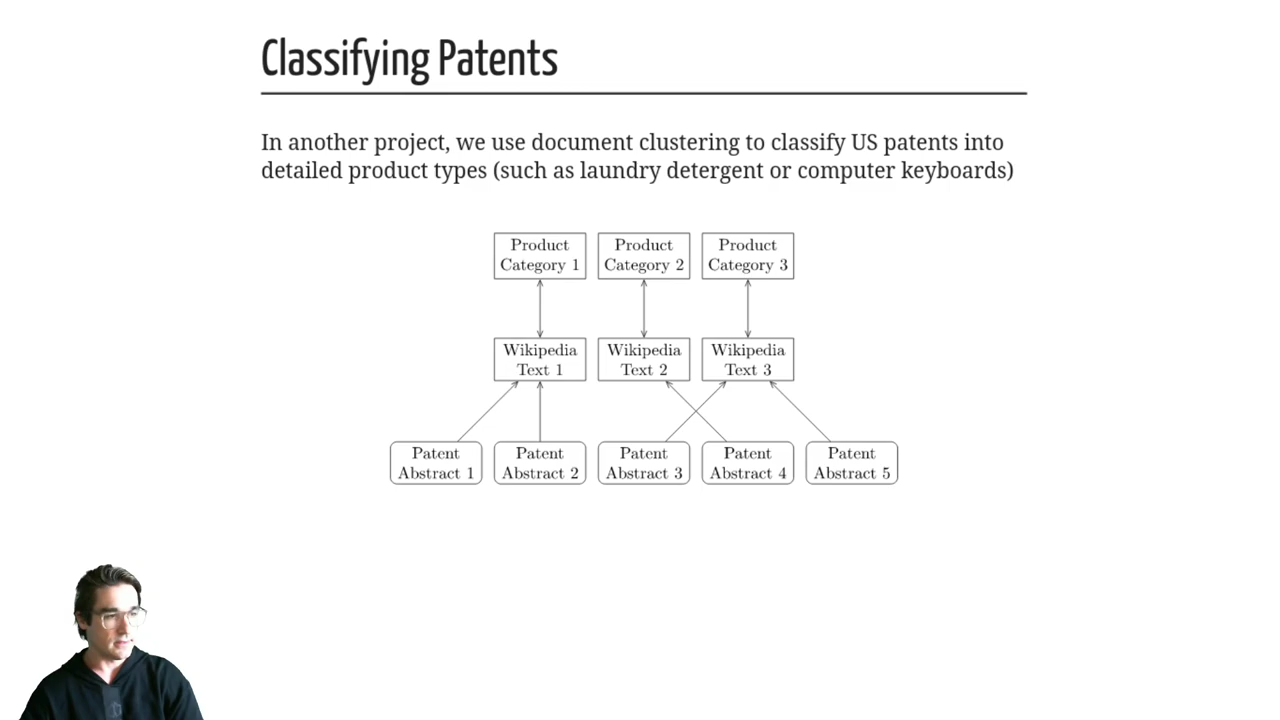 Classifying Patents
In another project, we use document clustering to classify US patents into
detailed product types (such as laundry detergent or computer keyboards)
Product
Category 1
Product
Category 2
Product
Category 3
Wikipedia
Text 1
Wikipedia
Text 2
Wikipedia
Text 3
Patent
Abstract 1
Patent
Abstract 2
Patent
Abstract 3
Patent
Abstract 4
Patent
Abstract 5